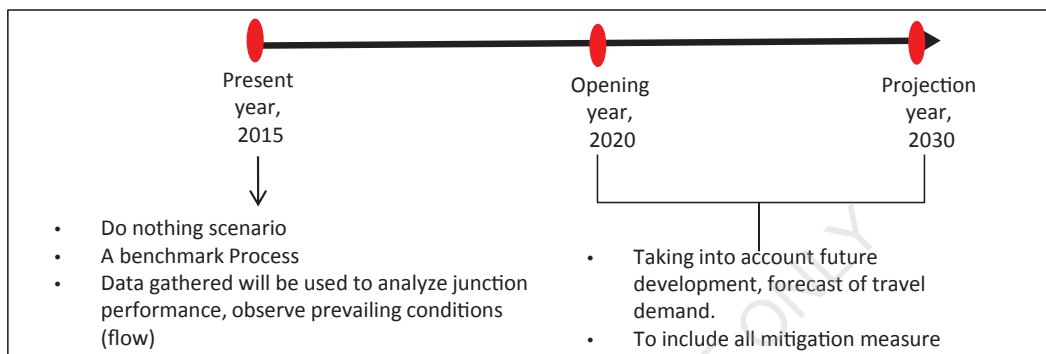 Present
year,
2015
Opening
year,
2020
Projection
year,
2030
• Do nothing scenario
• A benchmark Process
• Data gathered will be used to analyze junction
performance, observe prevailing conditions
(flow)
• Taking into account future
development, forecast of travel
demand.
• To include all mitigation measure
ONLY